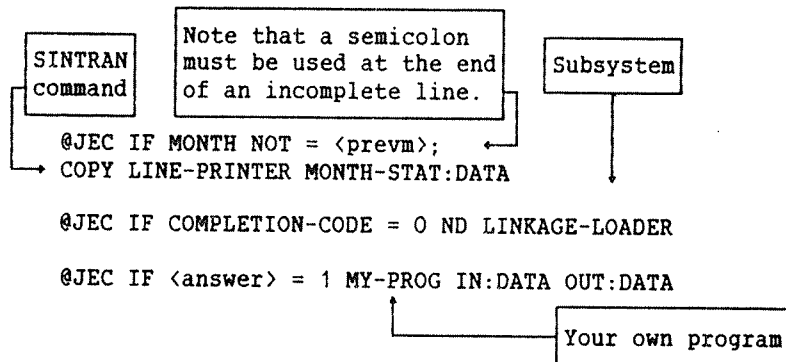 Note that a semicolon
must be used at the end
of an incomplete line.
SINTRAN
command
Subsystem
@JEC IF MONTH NOT = <prevm>;
COPY LINE-PRINTER MONTH-STAT:DATA
@JEC IF COMPLETION-CODE = 0 ND LINKAGE-LOADER
@JEC IF <answer> = 1 MY-PROG IN:DATA OUT:DATA
Your own program